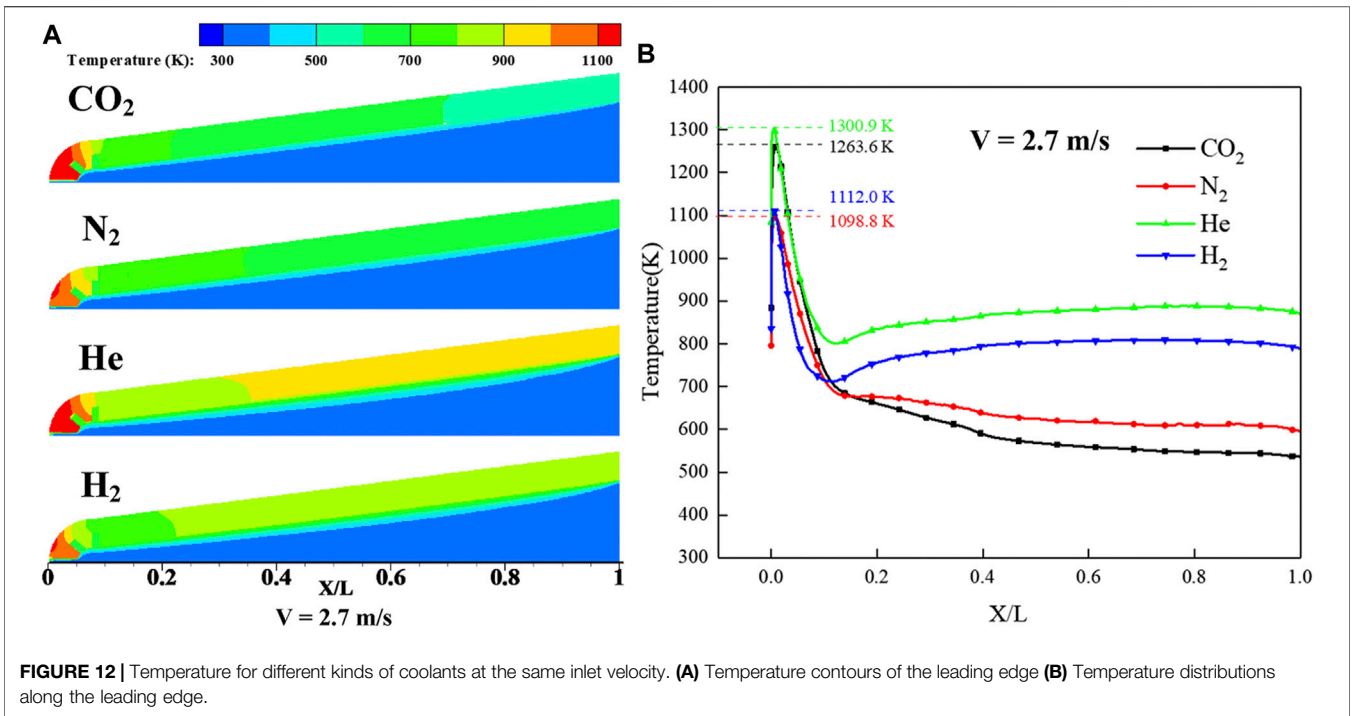 A
Temperature (K): 300 500 700 900 1100
CO₂
N₂
He
H₂
0 0.2 0.4 0.6 0.8 1
X/L
V = 2.7 m/s
B
1400
1300
1200
1100
1000
900
800
700
600
500
400
300
Temperature(K)
1300.9 K
1263.6 K
1112.0 K
1098.8 K
V = 2.7 m/s
CO₂
N₂
He
H₂
0.0 0.2 0.4 0.6 0.8 1.0
X/L
FIGURE 12 | Temperature for different kinds of coolants at the same inlet velocity. (A) Temperature contours of the leading edge (B) Temperature distributions
along the leading edge.